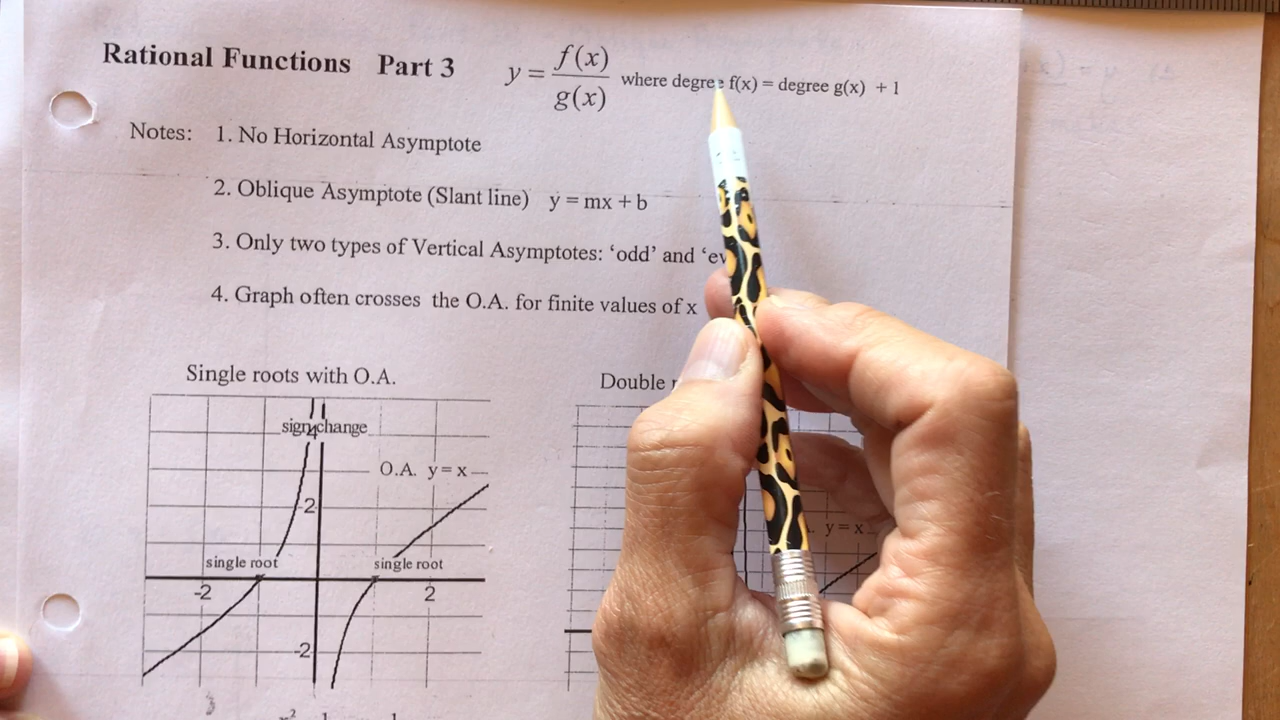 Rational Functions Part 3 y = f(x) / g(x) where degree f(x) = degree g(x) + 1
Notes: 1. No Horizontal Asymptote
2. Oblique Asymptote (Slant line) y = mx + b
3. Only two types of Vertical Asymptotes: ‘odd’ and
4. Graph often crosses the O.A. for finite values of x
Single roots with O.A.
Double
sign change
4
O.A. y = x
2
y = x
single root
single root
-2
2
-2